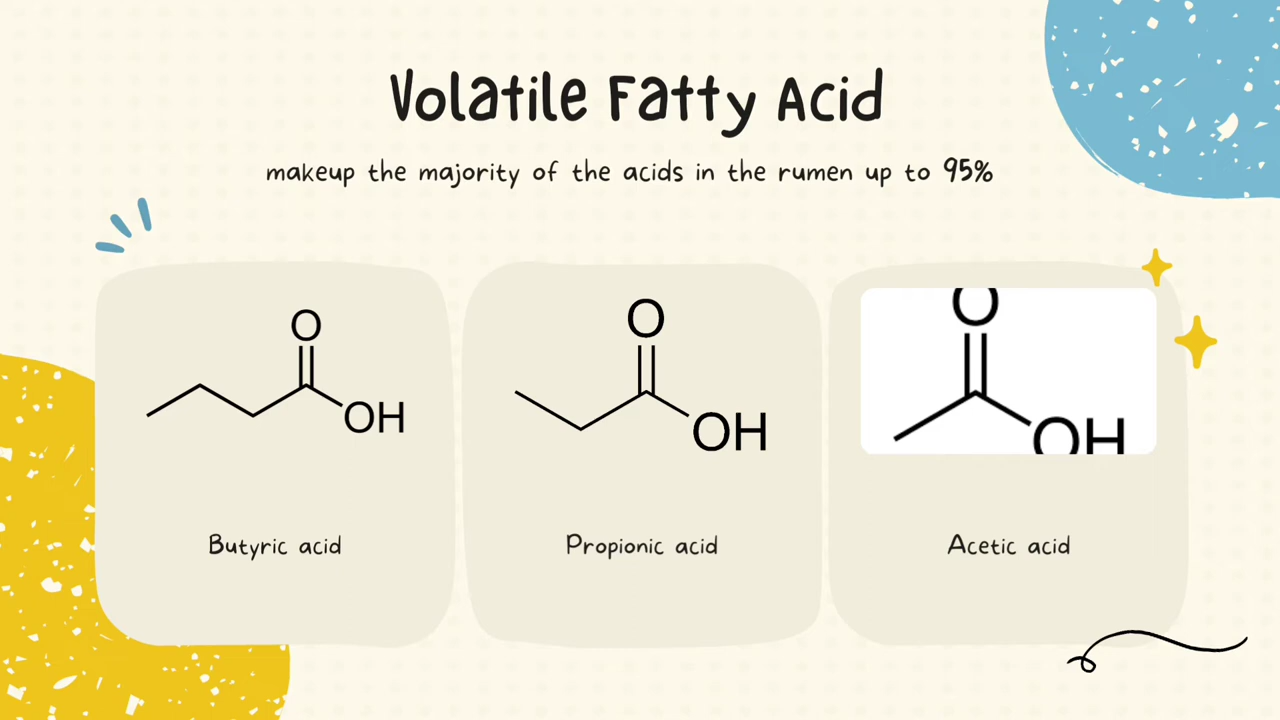 Volatile Fatty Acid
makeup the majority of the acids in the rumen up to 95%
O
OH
O
OH
O
OH
Butyric acid
Propionic acid
Acetic acid